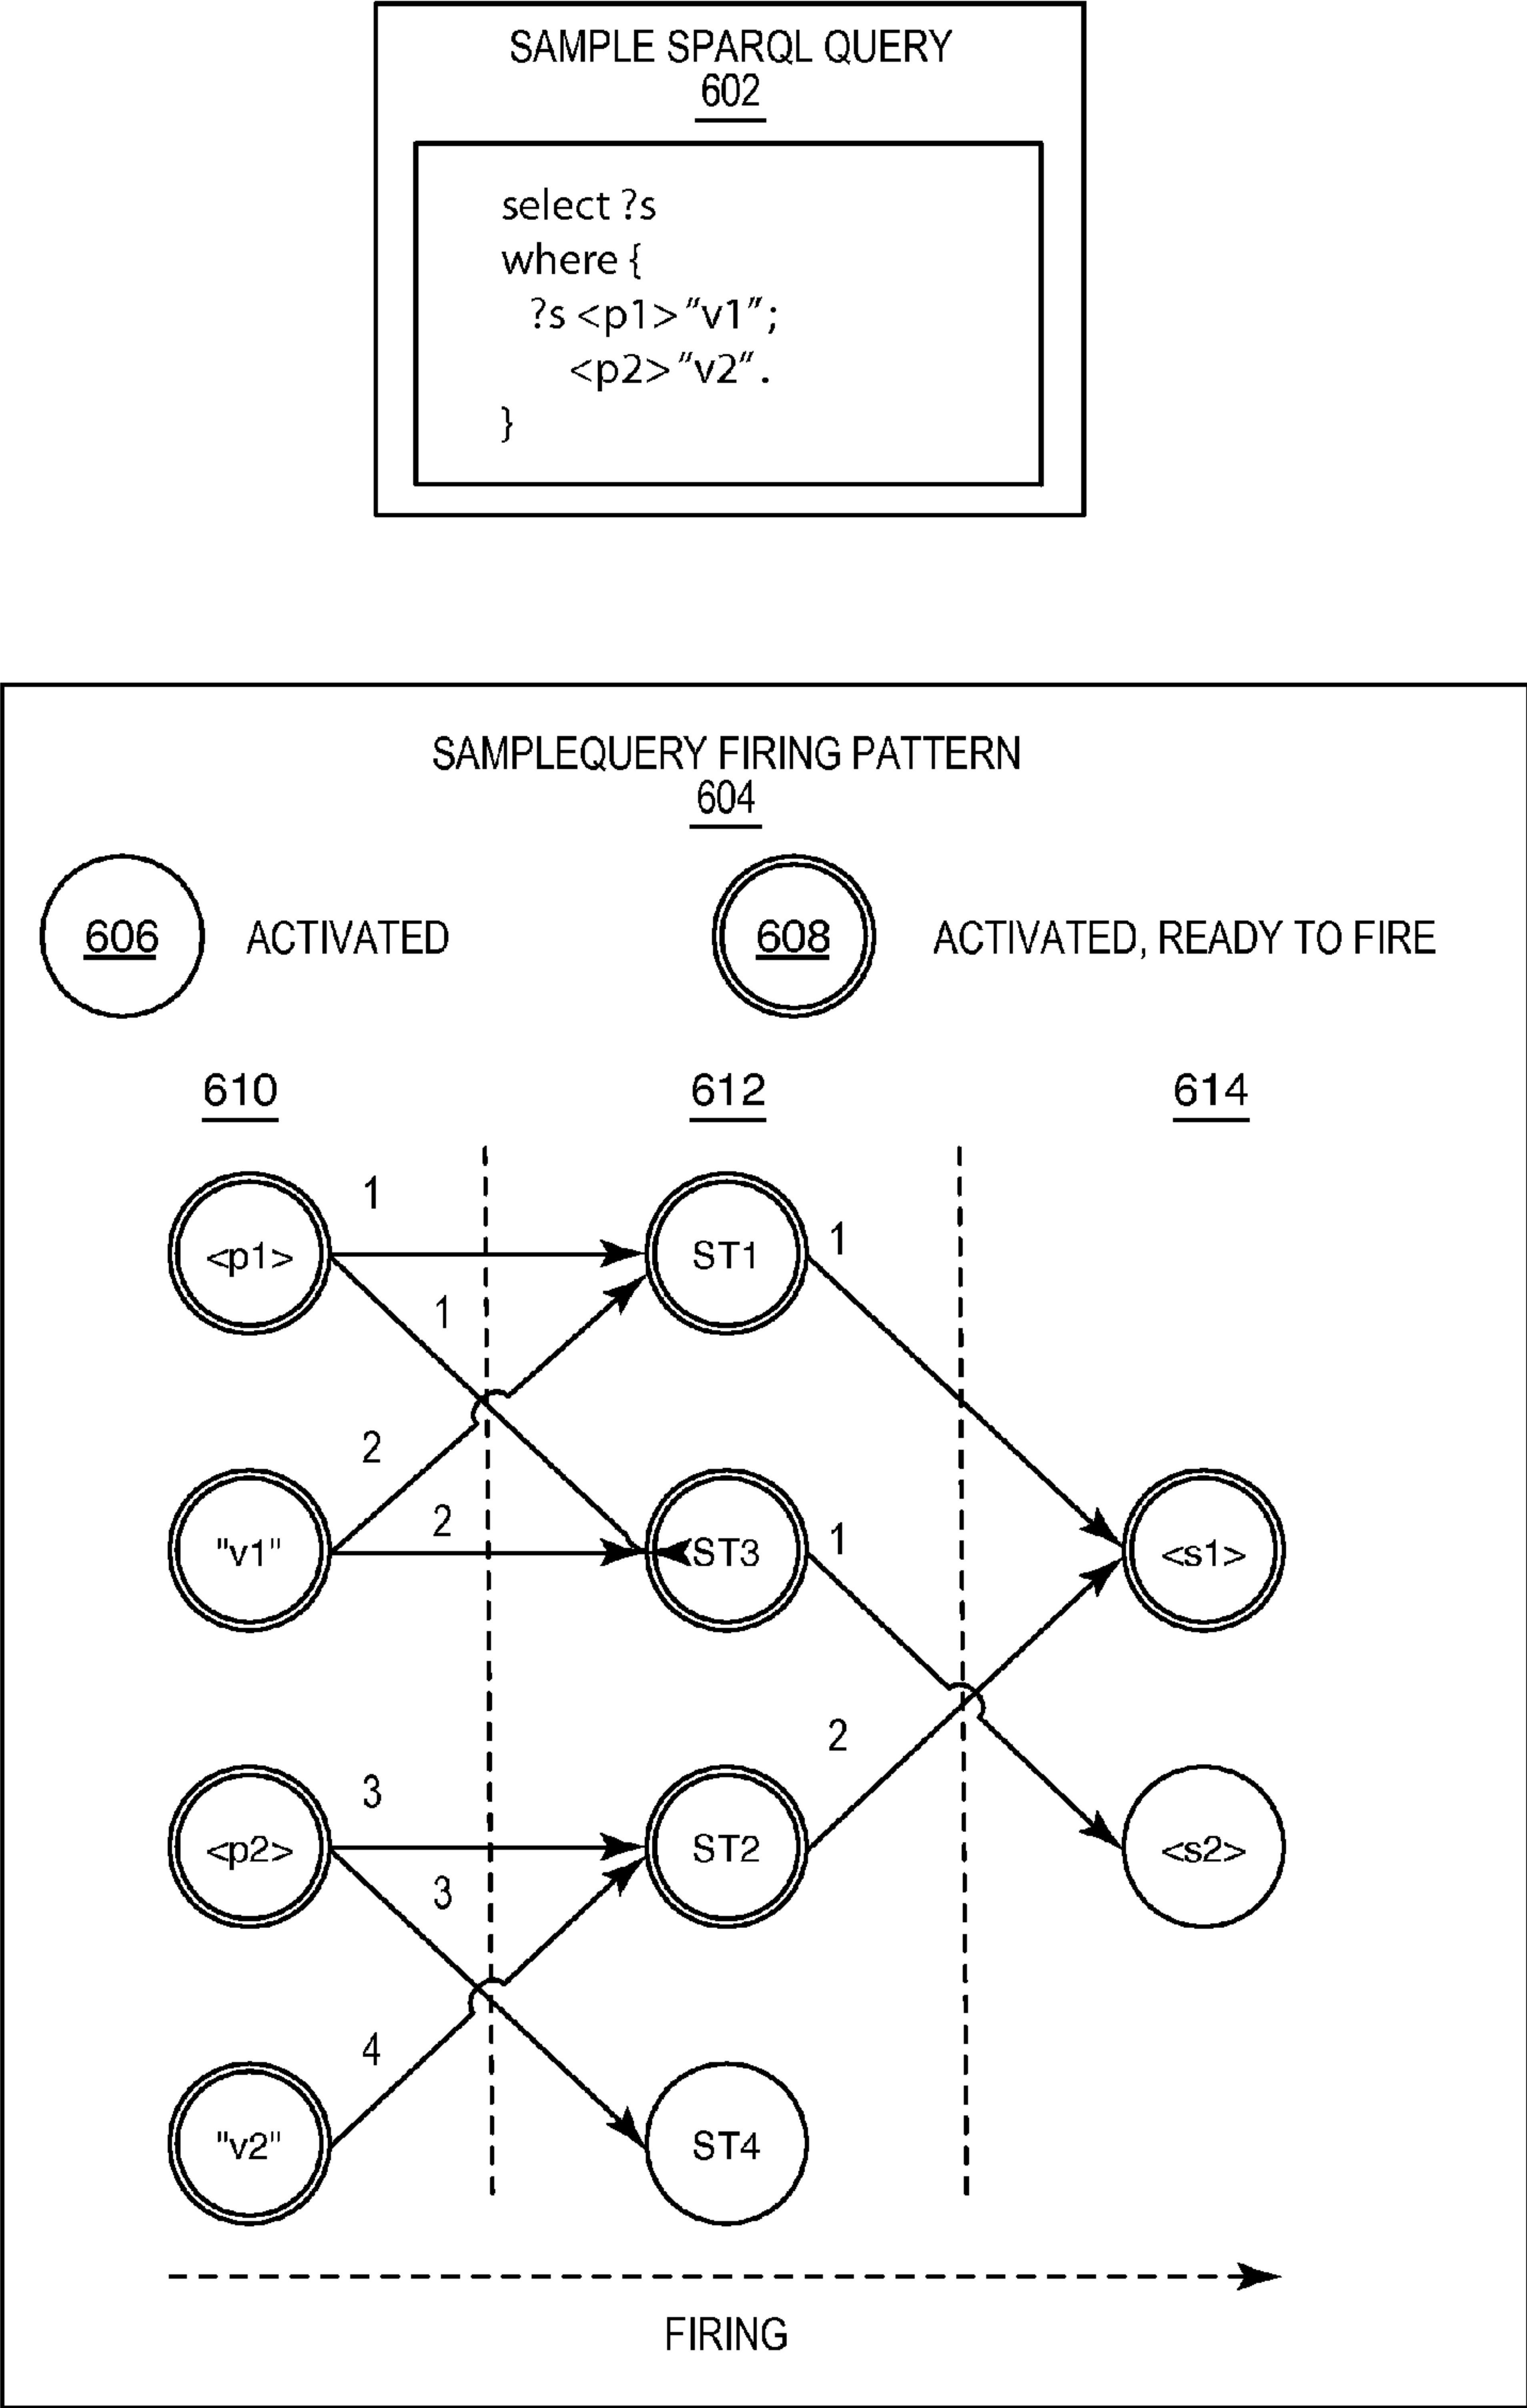 SAMPLE SPARQL QUERY
602
select ?s
where {
?s <p1> "v1";
<p2> "v2".
}
SAMPLEQUERY FIRING PATTERN
604
606 ACTIVATED 608 ACTIVATED, READY TO FIRE
610 612 614
1
<p1> ST1 1
1
2
2
"v1" ST3 1 <s1>
2
3
<p2> ST2 <s2>
3
4
"v2" ST4
FIRING